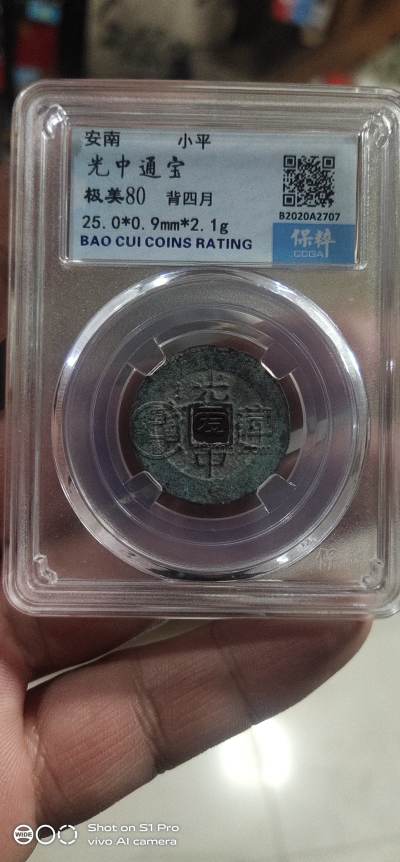 安南 小平
光中通宝
极美80 背四月
25.0*0.9mm*2.1g
BAO CUI COINS RATING
B2020A2707
保粹
CCGA
光
中
Shot on S1 Pro
vivo AI camera
WIDE